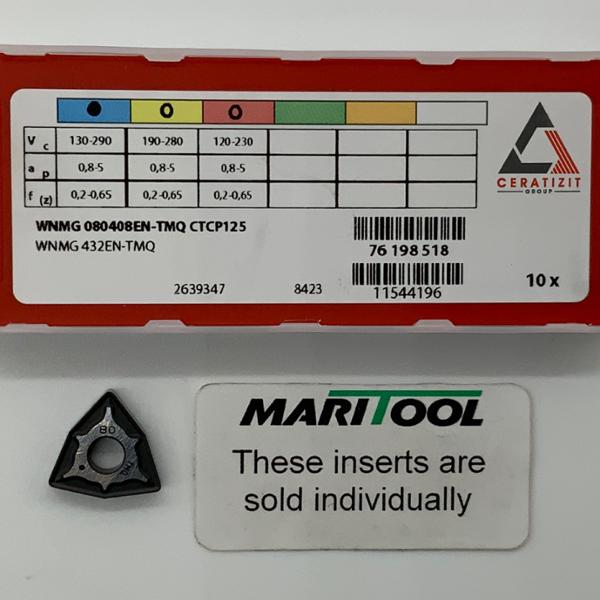 V c 130-290 190-280 120-230
a p 0,8-5 0,8-5 0,8-5
f (z) 0,2-0,65 0,2-0,65 0,2-0,65
CERATIZIT
GROUP
WNMG 080408EN-TMQ CTCP125
WNMG 432EN-TMQ
76 198 518
2639347 8423 11544196 10 x
80
MARITOOL
These inserts are
sold individually